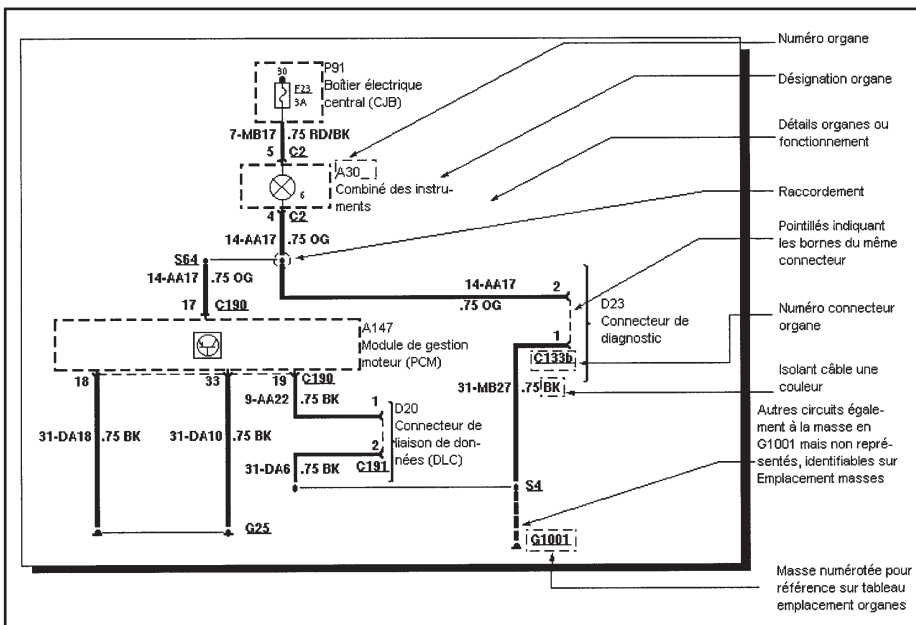 Numéro organe
Désignation organe
Détails organes ou
fonctionnement
Raccordement
Pointillés indiquant
les bornes du même
connecteur
Numéro connecteur
organe
Isolant câble une
couleur
Autres circuits égale-
ment à la masse en
G1001 mais non repré-
sentés, identifiables sur
Emplacement masses
Masse numérotée pour
référence sur tableau
emplacement organes
P91
Boîtier électrique
central (CJB)
30
F23
3A
7-MB17 .75 RD/BK
5 C2
A30
Combiné des instru-
ments
6
4 C2
14-AA17 .75 OG
S64
14-AA17 .75 OG
17 C190
14-AA17 2
.75 OG
D23
Connecteur de
diagnostic
1
C133b
31-MB27 .75 BK
A147
Module de gestion
moteur (PCM)
18 33 19 C190
9-AA22 .75 BK
1
D20
Connecteur de
liaison de don-
nées (DLC)
2
C191
31-DA6 .75 BK
31-DA18 .75 BK
31-DA10 .75 BK
S4
G25
G1001